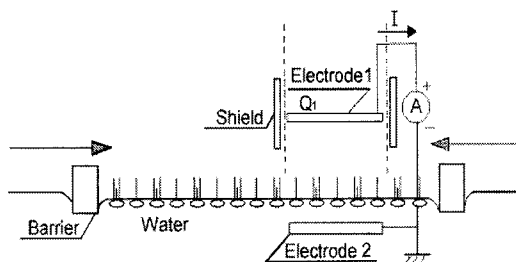 I
Electrode1
Q1
Shield
A
+
−
Barrier
Water
Electrode 2